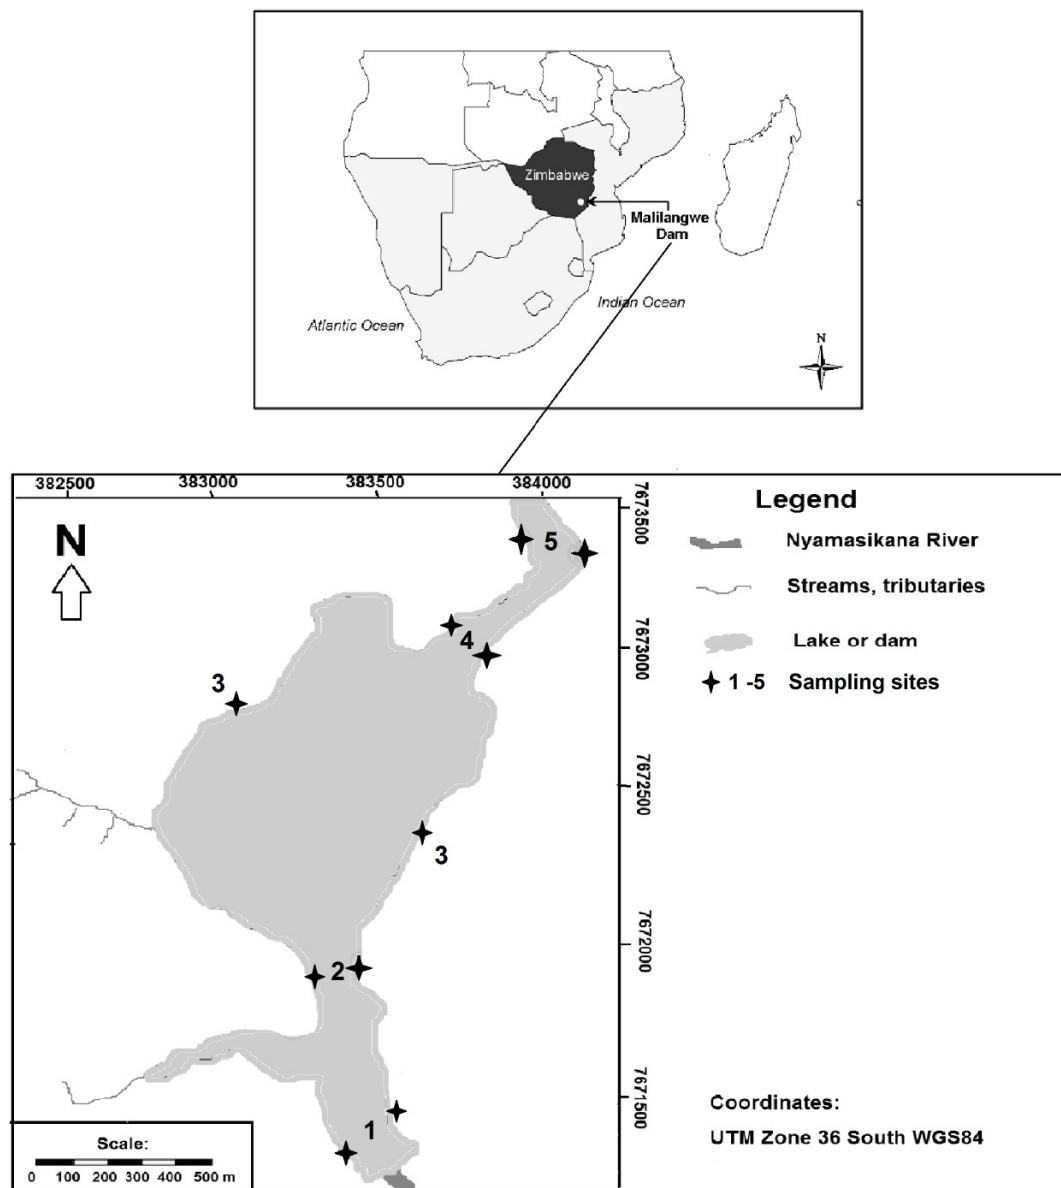 Zimbabwe
Malilangwe
Dam
Indian Ocean
Atlantic Ocean
N
382500 383000 383500 384000
Legend
Nyamasikana River
Streams, tributaries
Lake or dam
1 -5 Sampling sites
N
5
4
3
3
2
1
7673500
7673000
7672500
7672000
7671500
Coordinates:
UTM Zone 36 South WGS84
Scale:
0 100 200 300 400 500 m